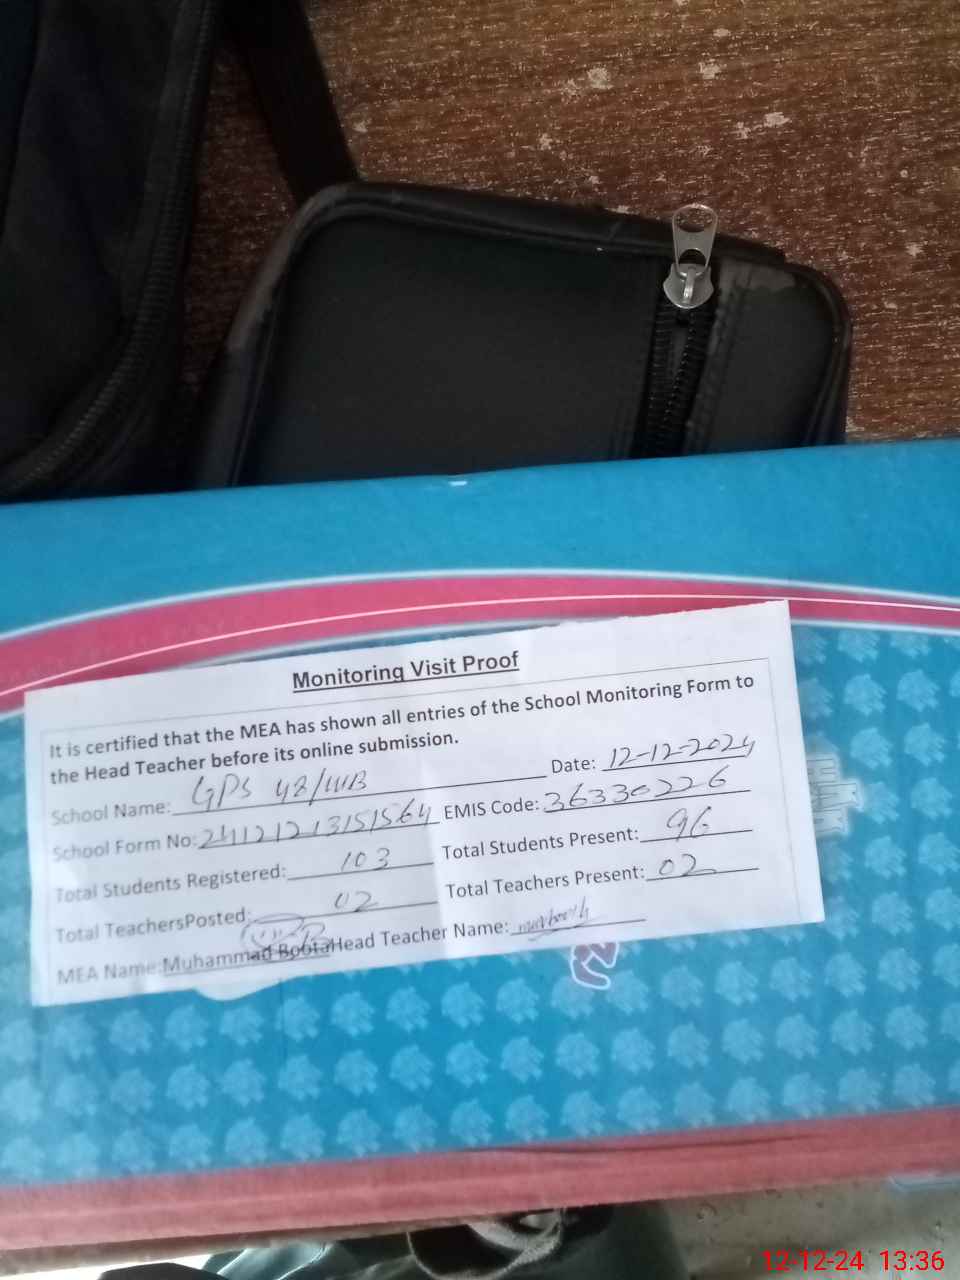 Monitoring Visit Proof
It is certified that the MEA has shown all entries of the School Monitoring Form to
the Head Teacher before its online submission.
School Name: GPS 48/WB Date: 12-12-2024
School Form No: 24121213151564 EMIS Code: 36330226
Total Students Registered: 103 Total Students Present: 96
Total TeachersPosted: 02 Total Teachers Present: 02
MEA Name: Muhammad Boota Head Teacher Name:
12-12-24 13:36